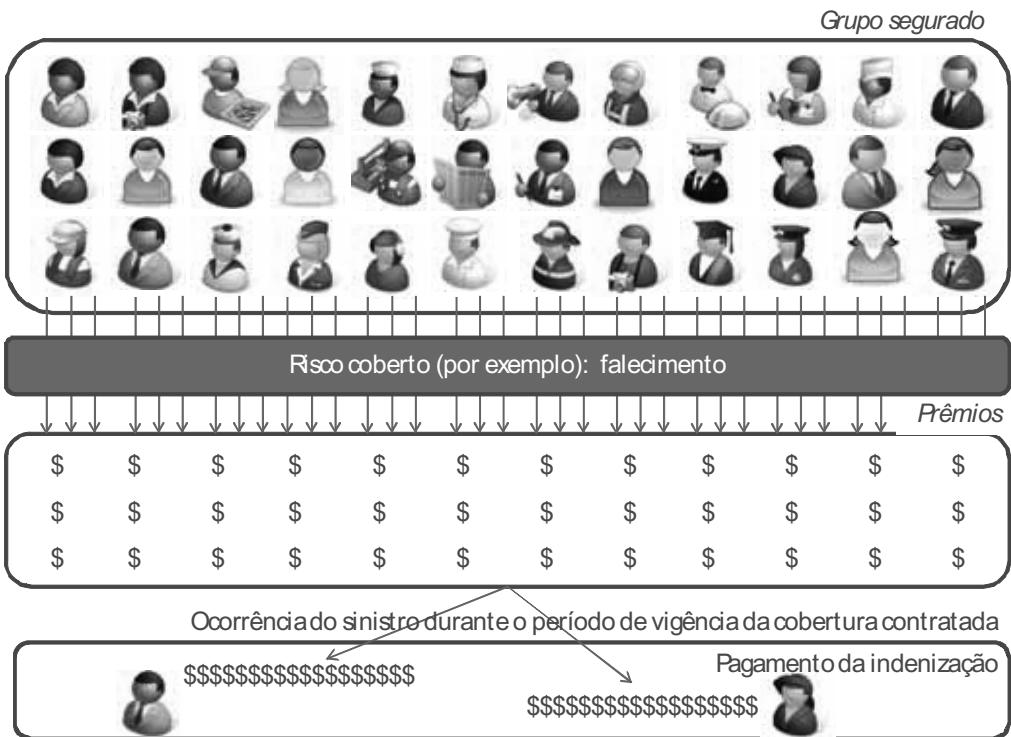 Grupo segurado
Risco coberto (por exemplo): falecimento
Prêmios
$ $ $ $ $ $ $ $ $ $ $ $
$ $ $ $ $ $ $ $ $ $ $ $
$ $ $ $ $ $ $ $ $ $ $ $
Ocorrência do sinistro durante o período de vigência da cobertura contratada
Pagamento da indenização
$$$$$$$$$$$$$$$$$$
$$$$$$$$$$$$$$$$$$